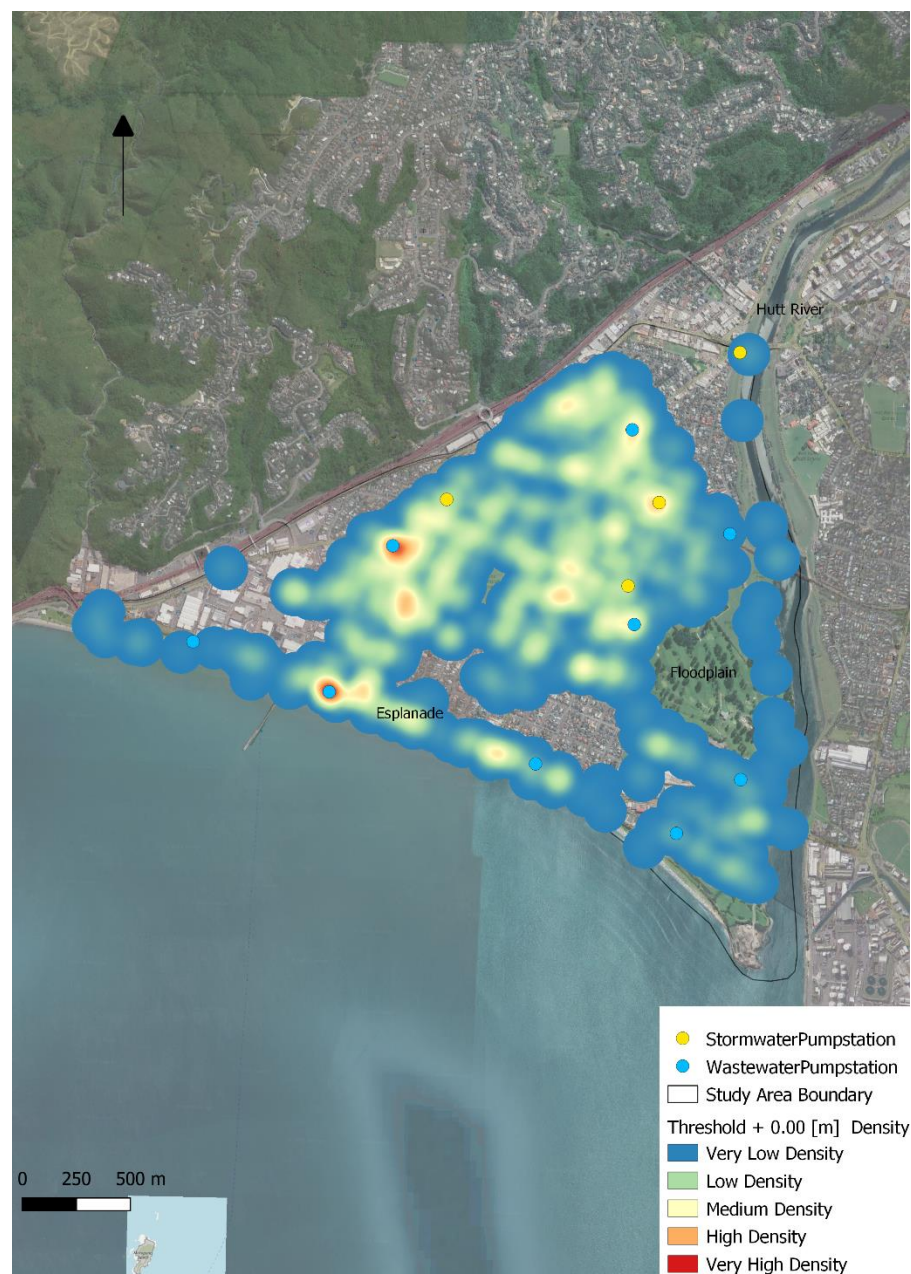 Hutt River
Floodplain
Esplanade
StormwaterPumpstation
WastewaterPumpstation
Study Area Boundary
Threshold + 0.00 [m] Density
Very Low Density
Low Density
Medium Density
High Density
Very High Density
0 250 500 m